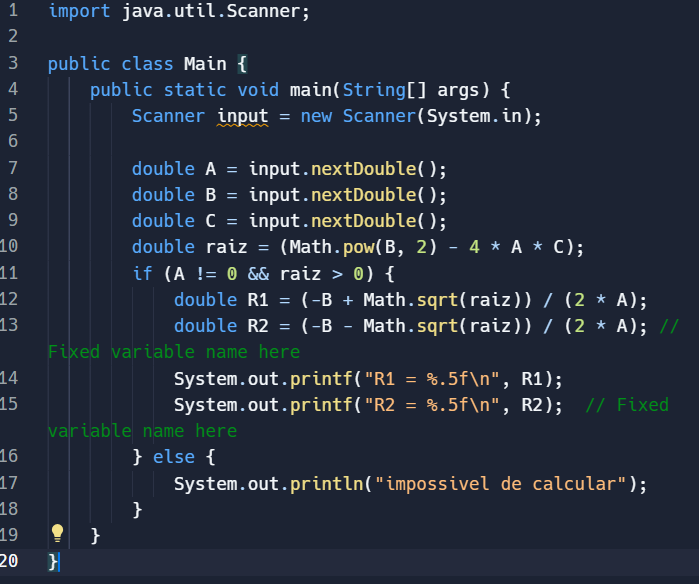 1 import java.util.Scanner;
2
3 public class Main {
4     public static void main(String[] args) {
5         Scanner input = new Scanner(System.in);
6
7         double A = input.nextDouble();
8         double B = input.nextDouble();
9         double C = input.nextDouble();
10         double raiz = (Math.pow(B, 2) - 4 * A * C);
11         if (A != 0 && raiz > 0) {
12             double R1 = (-B + Math.sqrt(raiz)) / (2 * A);
13             double R2 = (-B - Math.sqrt(raiz)) / (2 * A); //
Fixed variable name here
14             System.out.printf("R1 = %.5f\n", R1);
15             System.out.printf("R2 = %.5f\n", R2);  // Fixed
variable name here
16         } else {
17             System.out.println("impossivel de calcular");
18         }
19     }
20 }